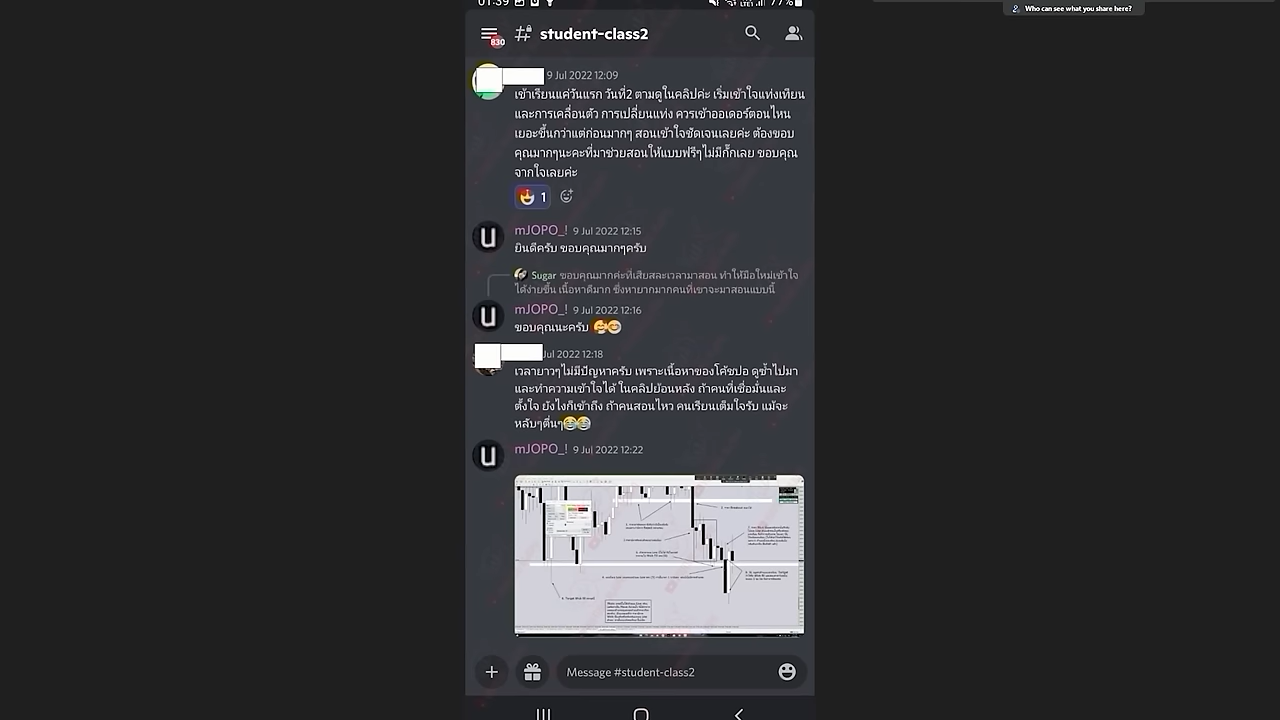 01:39
77%
Who can see what you share here?
830
student-class2
9 Jul 2022 12:09
เข้าเรียนแค่วันแรก วันที่2 ตามดูในคลิปค่ะ เริ่มเข้าใจแท่งเทียน
และการเคลื่อนตัว การเปลี่ยนแท่ง ควรเข้าออเดอร์ตอนไหน
เยอะขึ้นกว่าแต่ก่อนมากๆ สอนเข้าใจชัดเจนเลยค่ะ ต้องขอบ
คุณมากๆนะคะที่มาช่วยสอนให้แบบฟรีๆไม่มีกั๊กเลย ขอบคุณ
จากใจเลยค่ะ
1
mJOPO_! 9 Jul 2022 12:15
ยินดีครับ ขอบคุณมากๆครับ
Sugar ขอบคุณมากค่ะที่เสียสละเวลามาสอน ทำให้มือใหม่เข้าใจ
ได้ง่ายขึ้น เนื้อหาดีมาก ซึ่งหายากมากคนที่เขาจะมาสอนแบบนี้
mJOPO_! 9 Jul 2022 12:16
ขอบคุณนะครับ
Jul 2022 12:18
เวลายาวๆไม่มีปัญหาครับ เพราะเนื้อหาของโค้ชปอ ดูซ้ำไปมา
และทำความเข้าใจได้ ในคลิปย้อนหลัง ถ้าคนที่เชื่อมั่นและ
ตั้งใจ ยังไงก็เข้าถึง ถ้าคนสอนไหว คนเรียนเต็มใจรับ แม้จะ
หลับๆตื่นๆ
mJOPO_! 9 Jul 2022 12:22
Message #student-class2